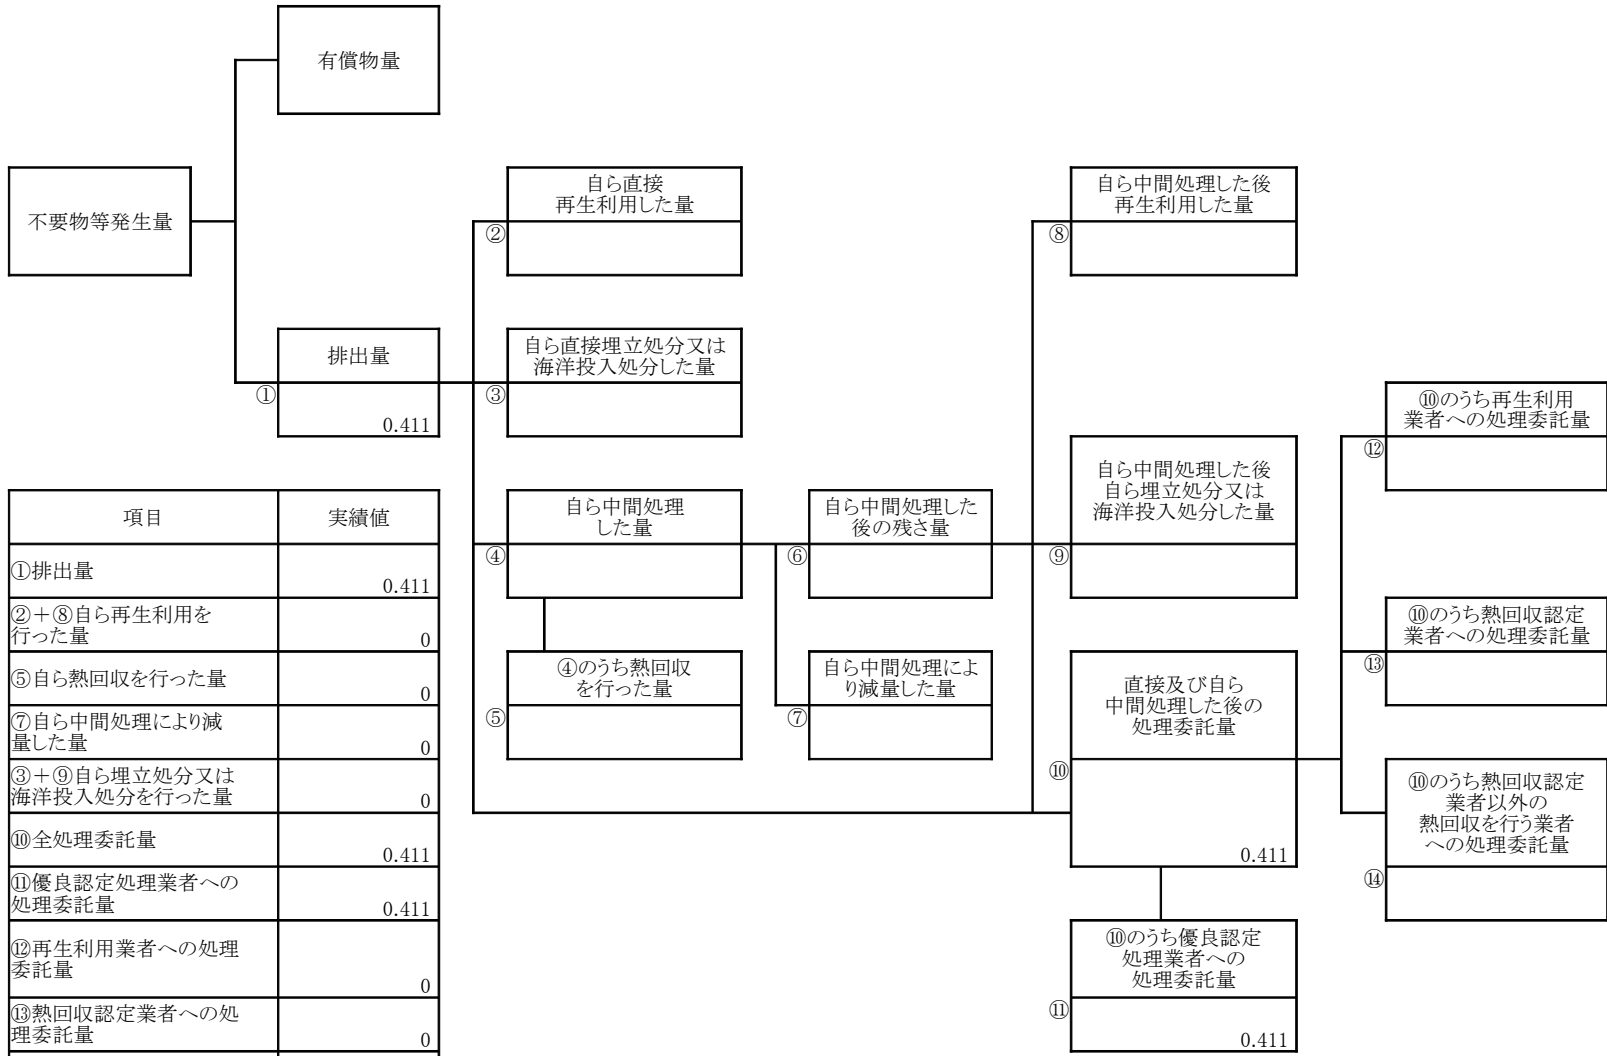 有償物量
不要物等発生量
自ら直接
再生利用した量
②
自ら中間処理した後
再生利用した量
⑧
排出量
①
0.411
自ら直接埋立処分又は
海洋投入処分した量
③
⑩のうち再生利用
業者への処理委託量
⑫
自ら中間処理
した量
④
自ら中間処理した
後の残さ量
⑥
自ら中間処理した後
自ら埋立処分又は
海洋投入処分した量
⑨
⑩のうち熱回収認定
業者への処理委託量
⑬
④のうち熱回収
を行った量
⑤
自ら中間処理によ
り減量した量
⑦
直接及び自ら
中間処理した後の
処理委託量
⑩
0.411
⑩のうち熱回収認定
業者以外の
熱回収を行う業者
への処理委託量
⑭
⑩のうち優良認定
処理業者への
処理委託量
⑪
0.411
項目 実績値
①排出量
0.411
②＋⑧自ら再生利用を
行った量
0
⑤自ら熱回収を行った量
0
⑦自ら中間処理により減
量した量
0
③＋⑨自ら埋立処分又は
海洋投入処分を行った量
0
⑩全処理委託量
0.411
⑪優良認定処理業者への
処理委託量
0.411
⑫再生利用業者への処理
委託量
0
⑬熱回収認定業者への処
理委託量
0